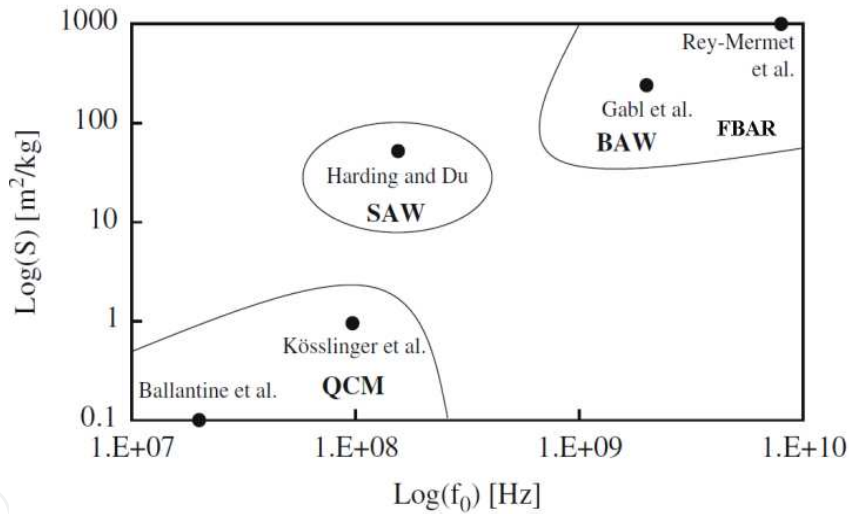 1000
Rey-Mermet
et al.
Gabl et al.
BAW FBAR
100
Harding and Du
SAW
10
1
Kösslinger et al.
QCM
Ballantine et al.
0.1
Log(S) [m²/kg]
1.E+07 1.E+08 1.E+09 1.E+10
Log(f₀) [Hz]